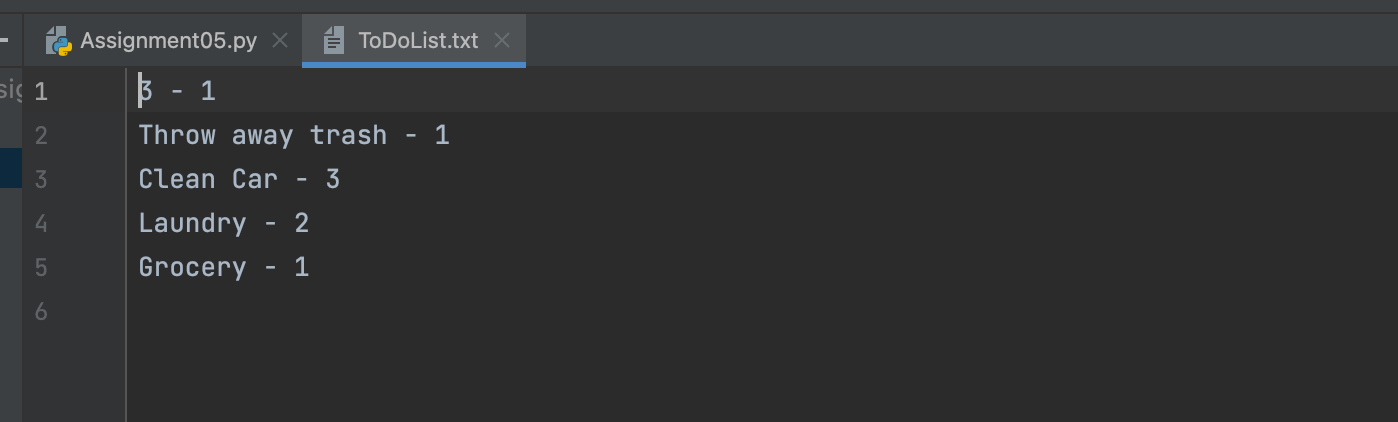 Assignment05.py
ToDoList.txt
sig
1 3 - 1
2 Throw away trash - 1
3 Clean Car - 3
4 Laundry - 2
5 Grocery - 1
6